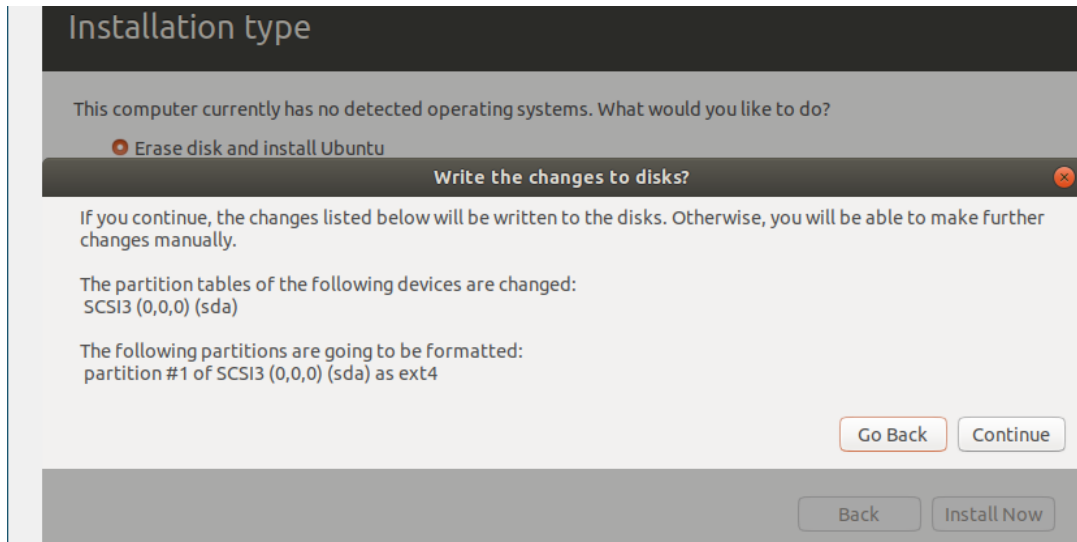 Installation type
This computer currently has no detected operating systems. What would you like to do?
Erase disk and install Ubuntu
Write the changes to disks?
If you continue, the changes listed below will be written to the disks. Otherwise, you will be able to make further
changes manually.
The partition tables of the following devices are changed:
SCSI3 (0,0,0) (sda)
The following partitions are going to be formatted:
partition #1 of SCSI3 (0,0,0) (sda) as ext4
Go Back Continue
Back Install Now